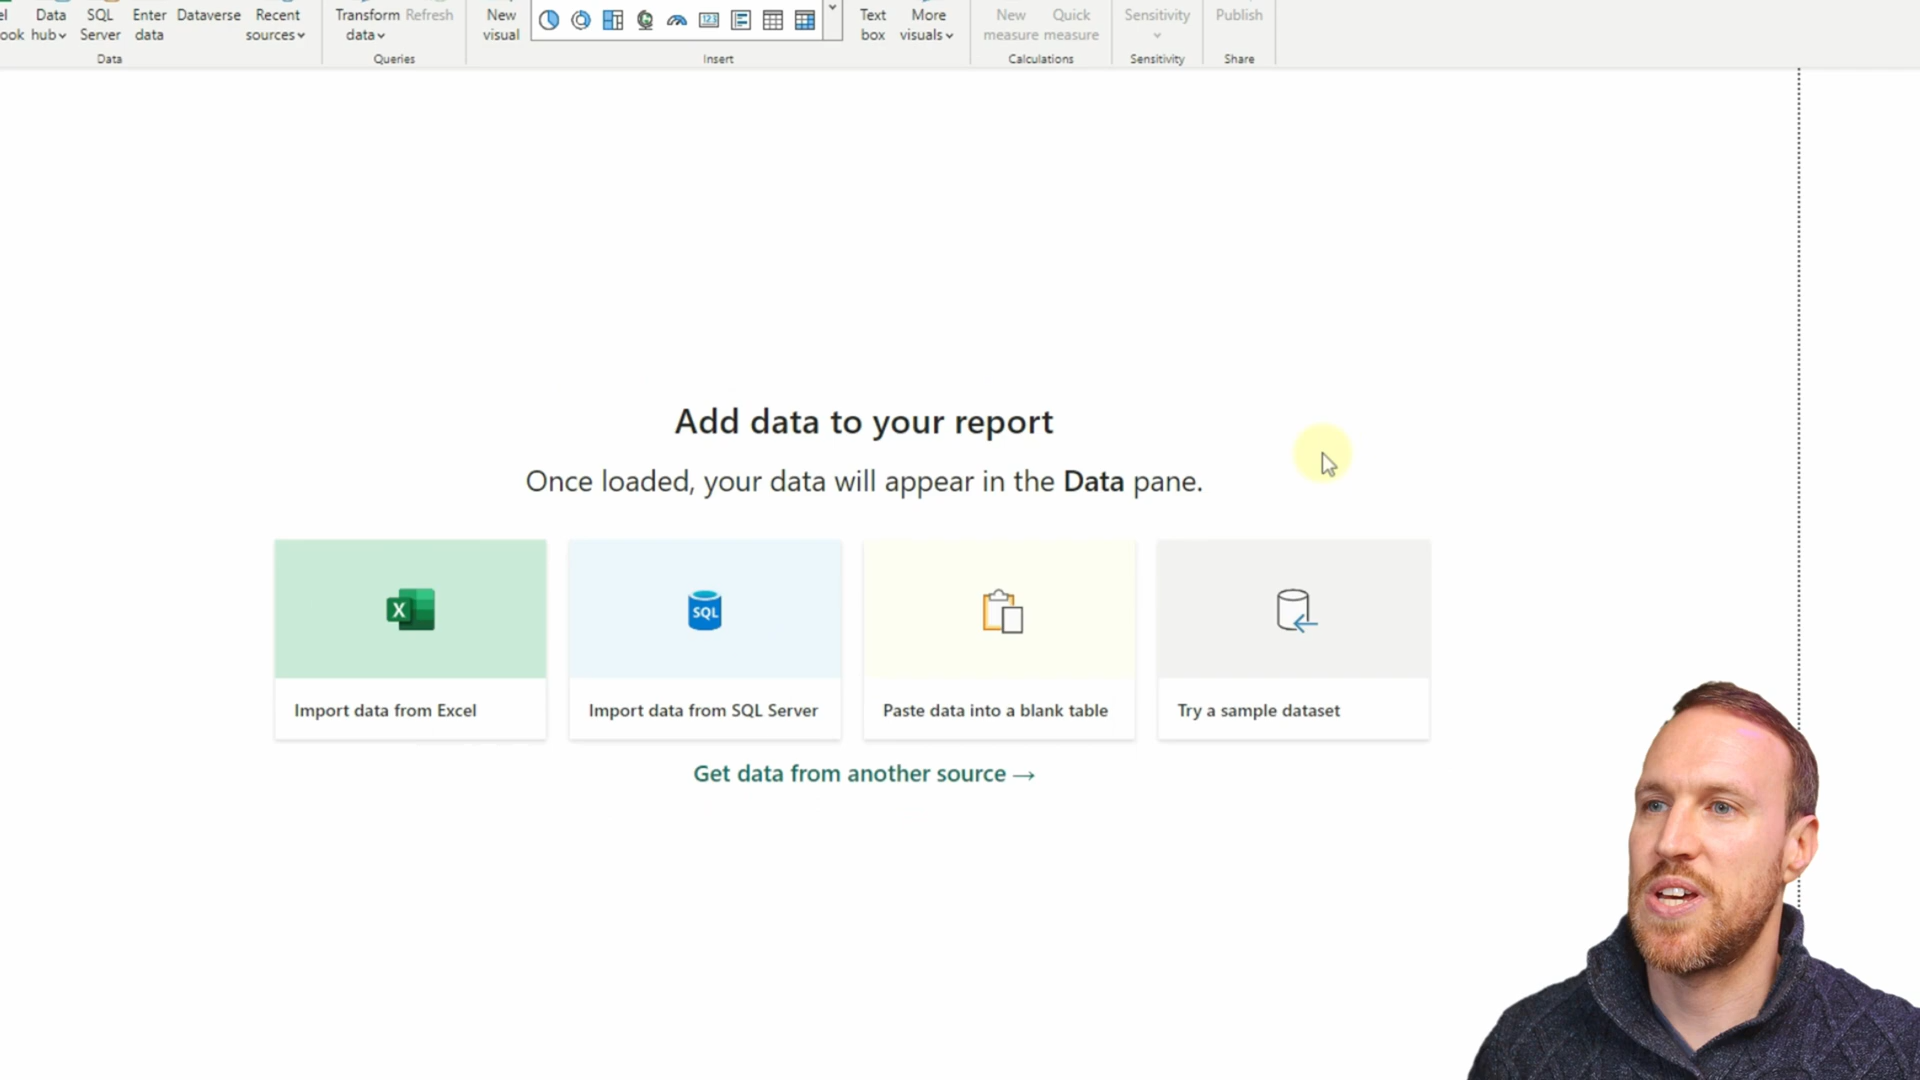 Data hub
SQL Server
Enter data
Dataverse
Recent sources
Transform data
Refresh
New visual
Text box
More visuals
New measure
Quick measure
Sensitivity
Publish
Data
Queries
Insert
Calculations
Sensitivity
Share
Add data to your report
Once loaded, your data will appear in the Data pane.
X
SQL
Import data from Excel
Import data from SQL Server
Paste data into a blank table
Try a sample dataset
Get data from another source →